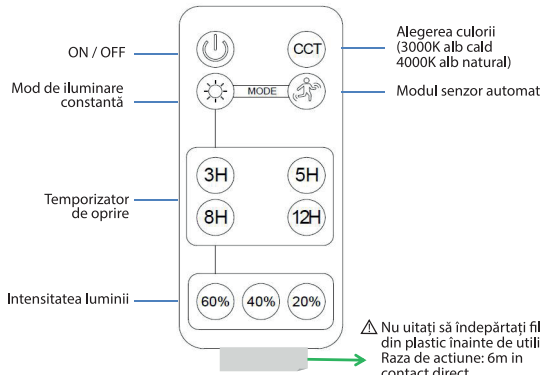 ON / OFF
CCT
Alegerea culorii
(3000K alb cald
4000K alb natural)
Mod de iluminare
constantă
MODE
Modul senzor automat
3H
5H
Temporizator
de oprire
8H
12H
Intensitatea luminii
60%
40%
20%
Nu uitați să îndepărtați
din plastic înainte de
Raza de actiune: 6m in
contact direct